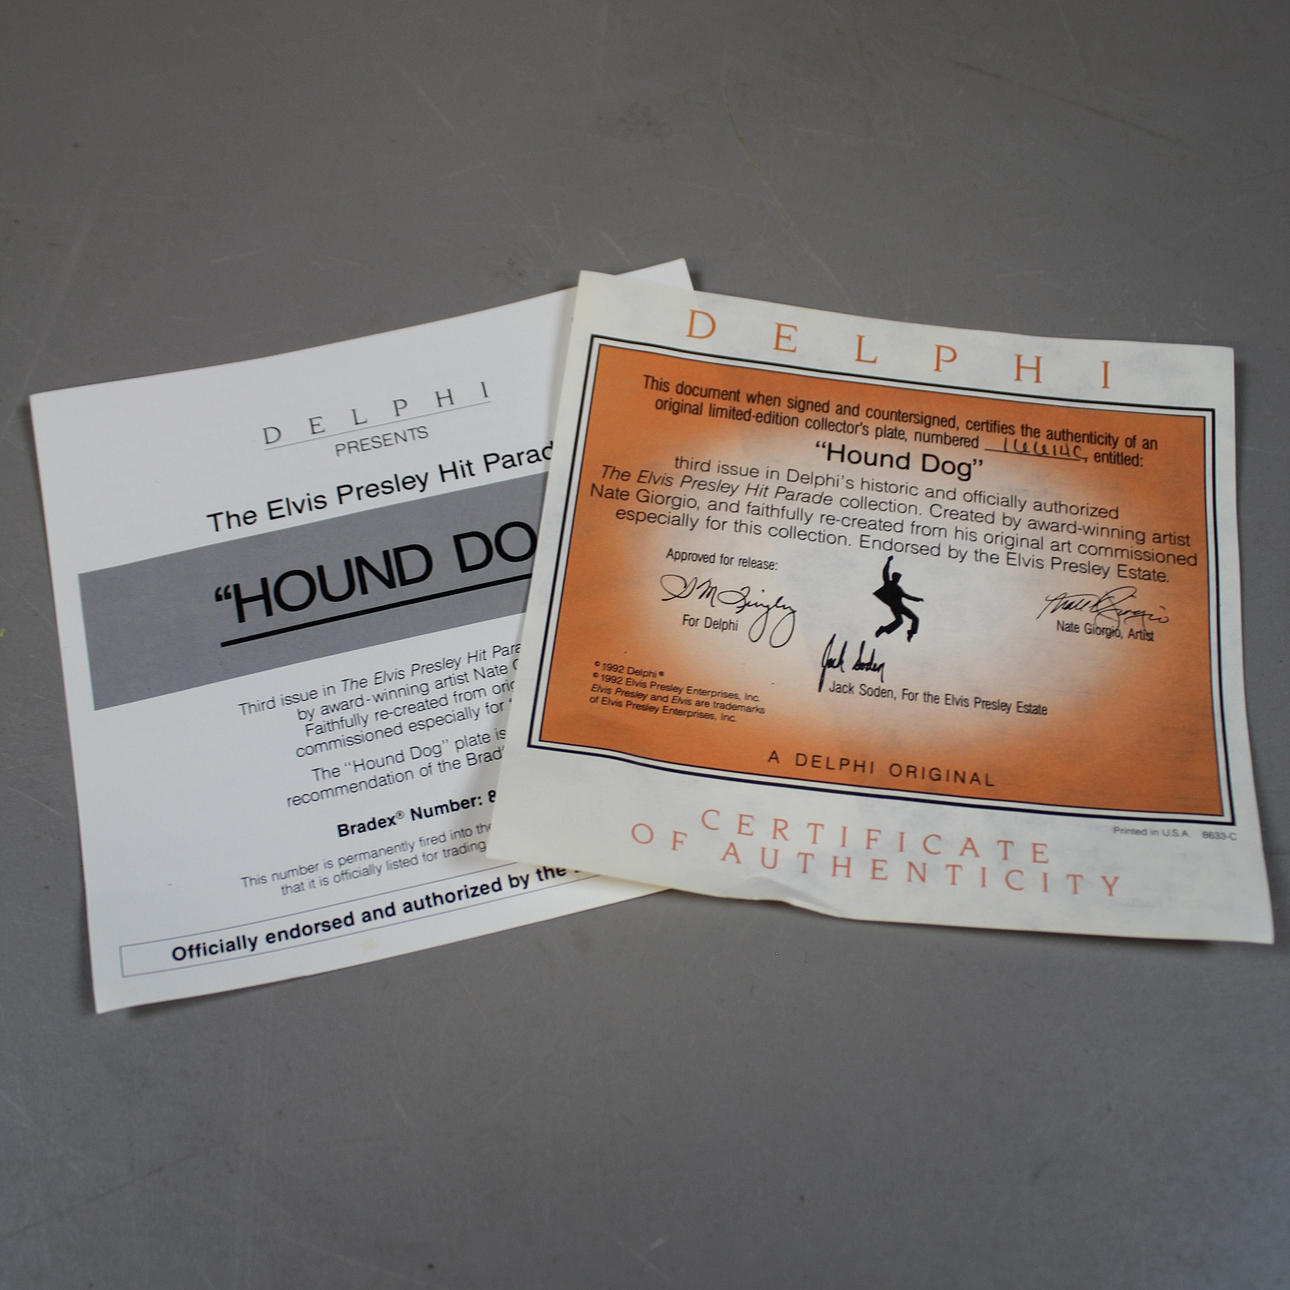 D E L P H I
PRESENTS
The Elvis Presley Hit Parad
“HOUND DO
Third issue in The Elvis Presley Hit Para
by award-winning artist Nate G
Faithfully re-created from orig
commissioned especially for
The “Hound Dog” plate is
recommendation of the Brad
Bradex® Number: 8
This number is permanently fired into the
that it is officially listed for trading
Officially endorsed and authorized by the
D E L P H I
This document when signed and countersigned, certifies the authenticity of an
original limited-edition collector's plate, numbered 16614C, entitled:
“Hound Dog”
third issue in Delphi's historic and officially authorized
The Elvis Presley Hit Parade collection. Created by award-winning artist
Nate Giorgio, and faithfully re-created from his original art commissioned
especially for this collection. Endorsed by the Elvis Presley Estate.
Approved for release:
For Delphi
Nate Giorgio
Nate Giorgio, Artist
Jack Soden
Jack Soden, For the Elvis Presley Estate
© 1992 Delphi®
© 1992 Elvis Presley Enterprises, Inc.
Elvis Presley and Elvis are trademarks
of Elvis Presley Enterprises, Inc.
A DELPHI ORIGINAL
Printed in U.S.A. 8633-C
CERTIFICATE
OF AUTHENTICITY